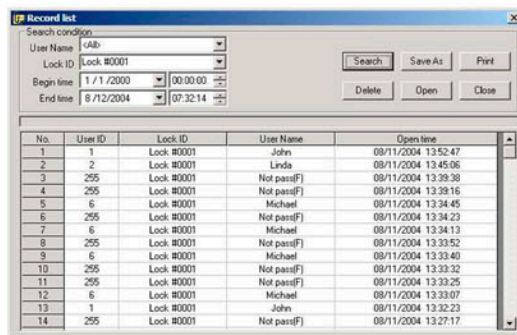 Record list
Search condition
User Name <All>
Lock ID Lock #0001
Begin time 1 / 1 /2000 00:00:00
End time 8 /12/2004 07:32:14
Search Save As Print
Delete Open Close
No. User ID Lock ID User Name Open time
1 1 Lock #0001 John 08/11/2004 13:52:47
2 2 Lock #0001 Linda 08/11/2004 13:45:06
3 255 Lock #0001 Not pass(F) 08/11/2004 13:39:38
4 255 Lock #0001 Not pass(F) 08/11/2004 13:39:16
5 6 Lock #0001 Michael 08/11/2004 13:34:45
6 255 Lock #0001 Not pass(F) 08/11/2004 13:34:23
7 6 Lock #0001 Michael 08/11/2004 13:34:13
8 255 Lock #0001 Not pass(F) 08/11/2004 13:33:52
9 6 Lock #0001 Michael 08/11/2004 13:33:40
10 255 Lock #0001 Not pass(F) 08/11/2004 13:33:32
11 255 Lock #0001 Not pass(F) 08/11/2004 13:33:25
12 6 Lock #0001 Michael 08/11/2004 13:33:07
13 1 Lock #0001 John 08/11/2004 13:32:23
14 255 Lock #0001 Not pass(F) 08/11/2004 13:27:17